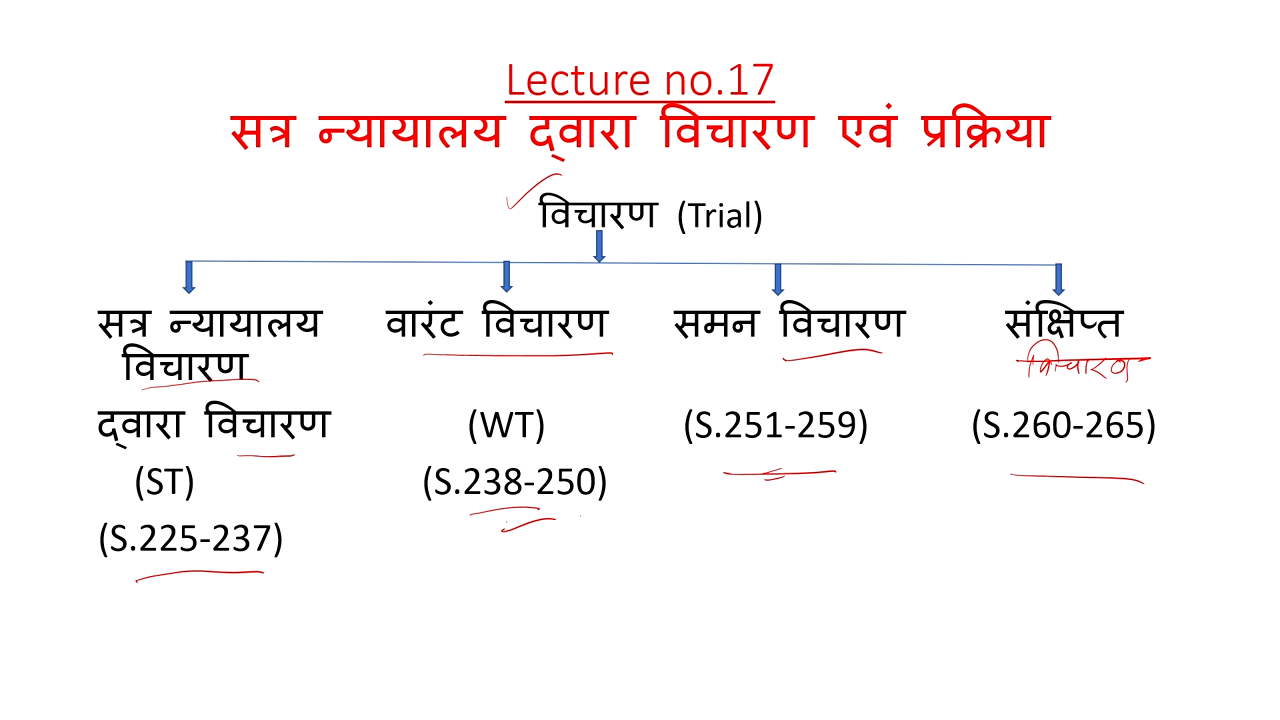 Lecture no.17
सत्र न्यायालय द्वारा विचारण एवं प्रक्रिया
विचारण (Trial)
सत्र न्यायालय वारंट विचारण समन विचारण संक्षिप्त
विचारण विचारण
द्वारा विचारण (WT) (S.251-259) (S.260-265)
(ST) (S.238-250)
(S.225-237)